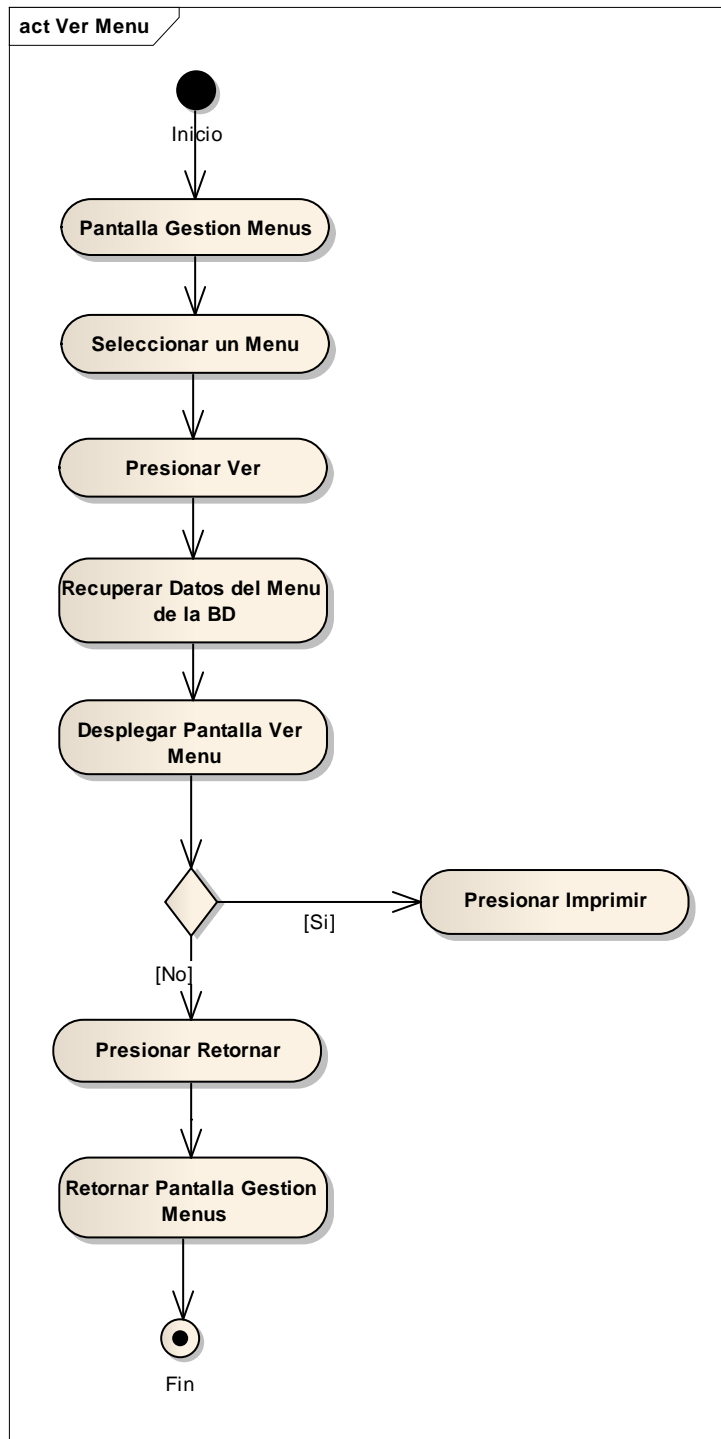 act Ver Menu
Inicio
Pantalla Gestion Menus
Seleccionar un Menu
Presionar Ver
Recuperar Datos del Menu
de la BD
Desplegar Pantalla Ver
Menu
Presionar Imprimir
[Si]
[No]
Presionar Retornar
Retornar Pantalla Gestion
Menus
Fin